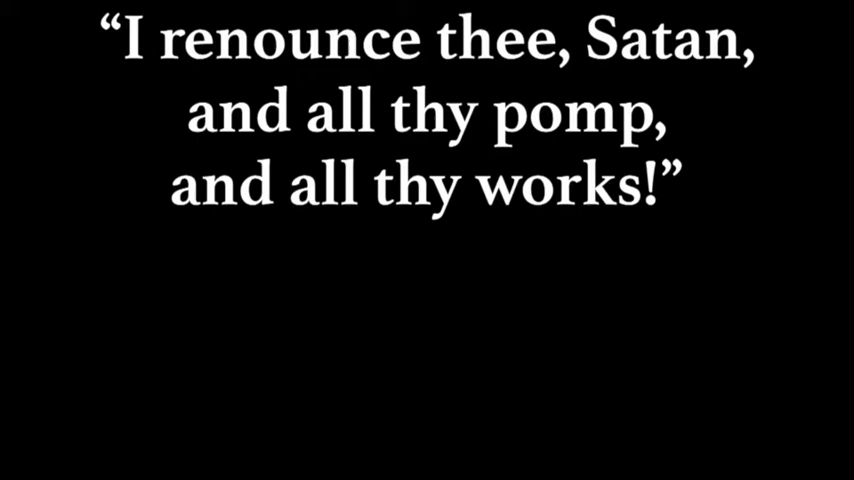 “I renounce thee, Satan,
and all thy pomp,
and all thy works!”